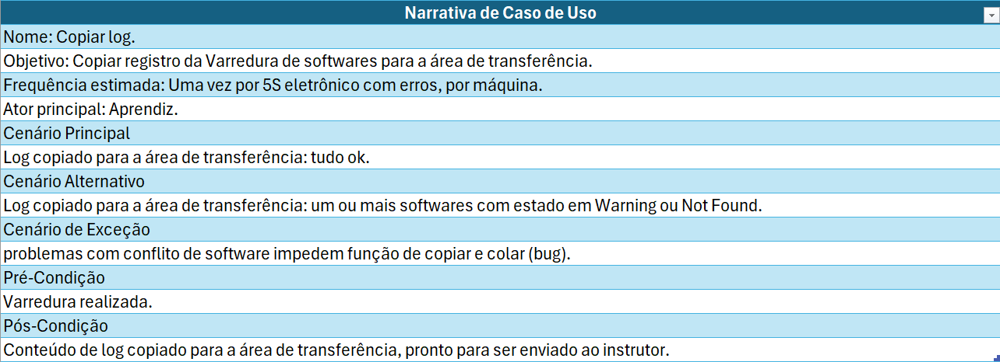 Narrativa de Caso de Uso
Nome: Copiar log.
Objetivo: Copiar registro da Varredura de softwares para a área de transferência.
Frequência estimada: Uma vez por 5S eletrônico com erros, por máquina.
Ator principal: Aprendiz.
Cenário Principal
Log copiado para a área de transferência: tudo ok.
Cenário Alternativo
Log copiado para a área de transferência: um ou mais softwares com estado em Warning ou Not Found.
Cenário de Exceção
problemas com conflito de software impedem função de copiar e colar (bug).
Pré-Condição
Varredura realizada.
Pós-Condição
Conteúdo de log copiado para a área de transferência, pronto para ser enviado ao instrutor.